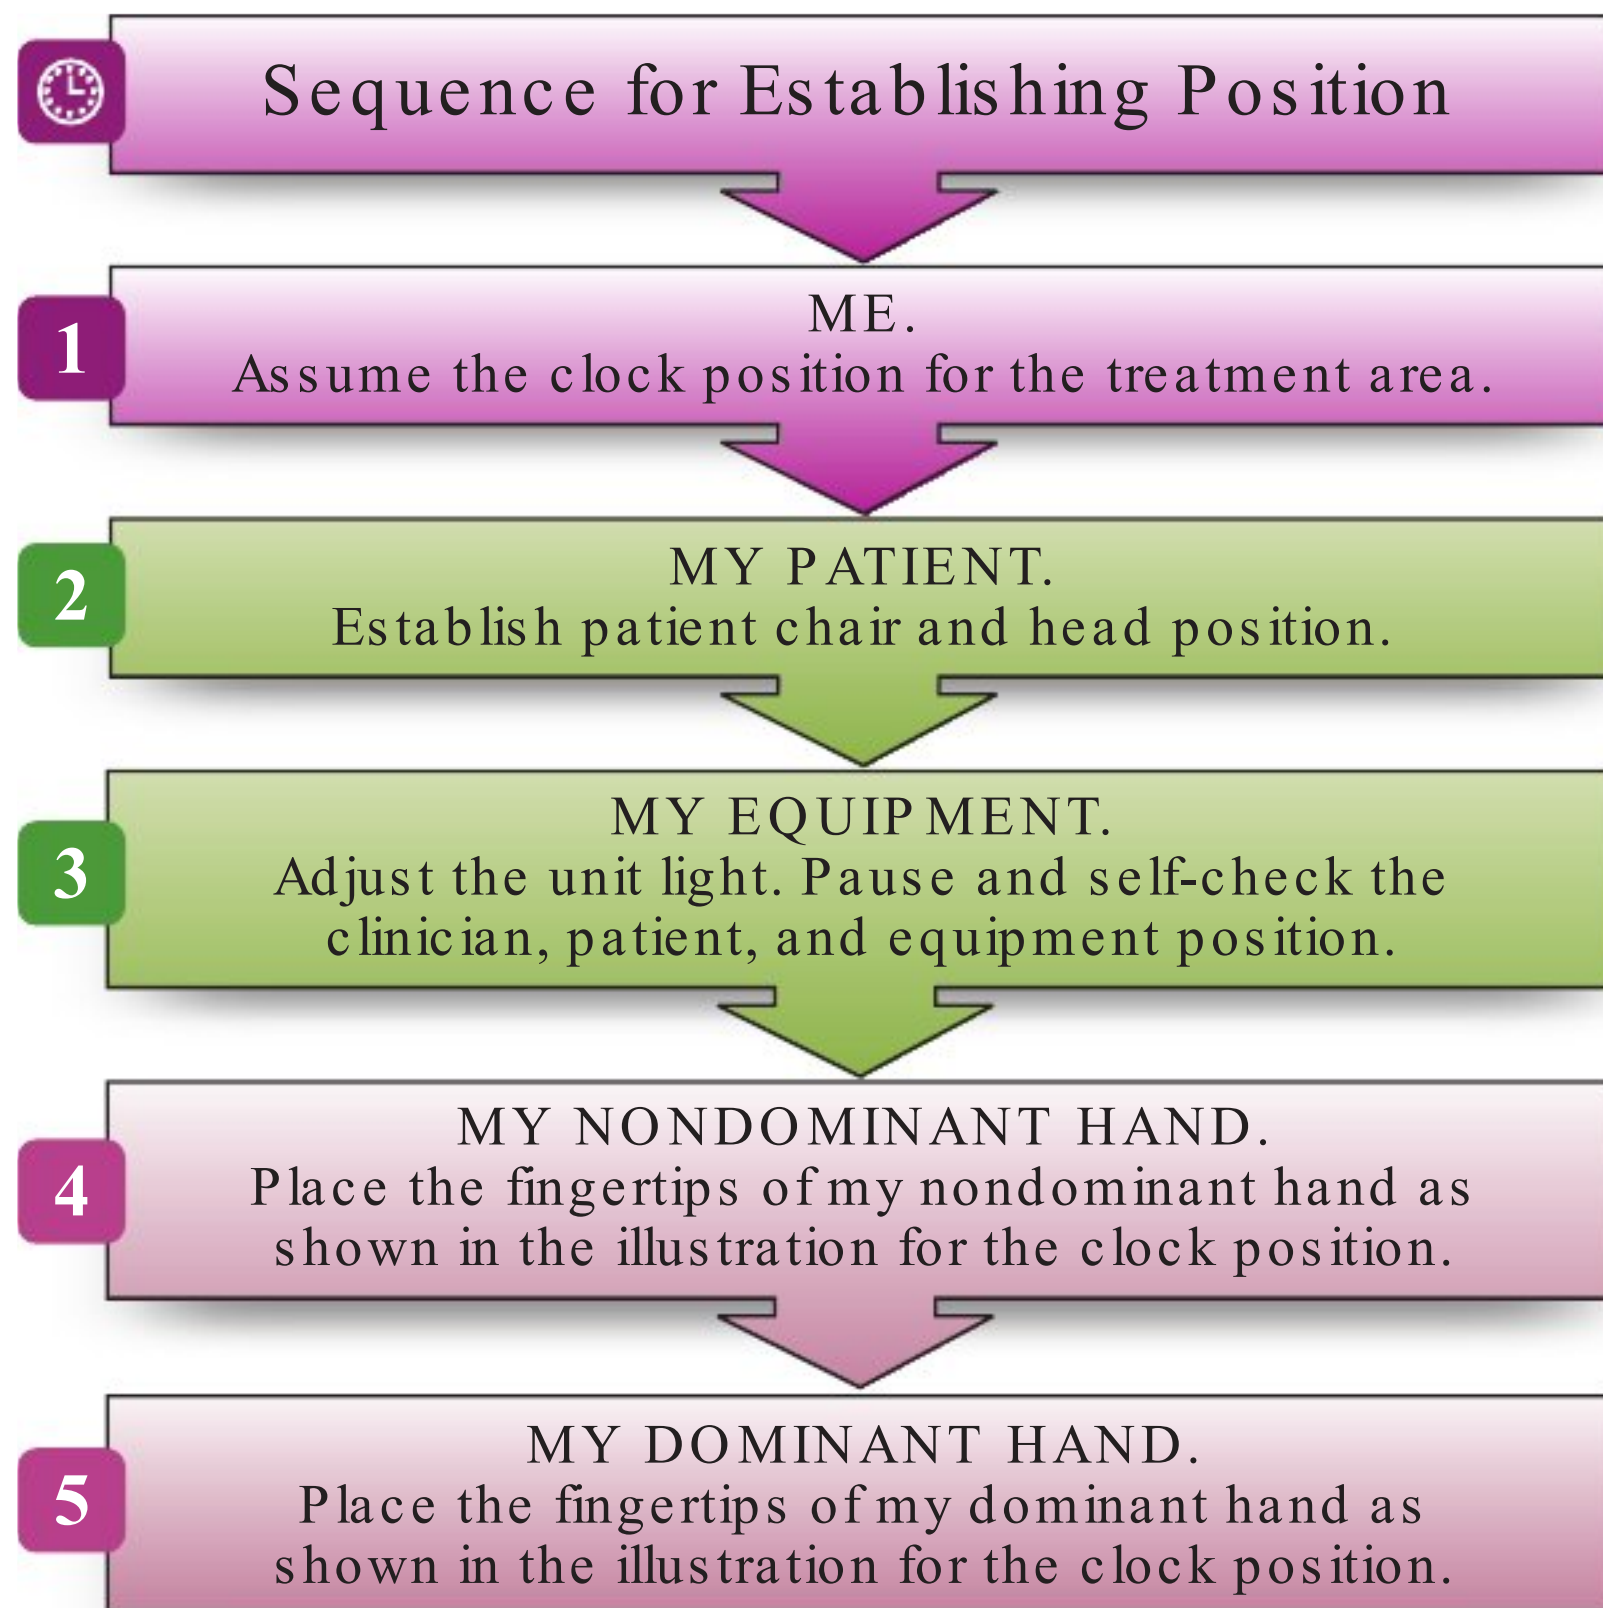 Sequence for Establishing Position
1
ME.
Assume the clock position for the treatment area.
2
MY PATIENT.
Establish patient chair and head position.
3
MY EQUIPMENT.
Adjust the unit light. Pause and self-check the
clinician, patient, and equipment position.
4
MY NONDOMINANT HAND.
Place the fingertips of my nondominant hand as
shown in the illustration for the clock position.
5
MY DOMINANT HAND.
Place the fingertips of my dominant hand as
shown in the illustration for the clock position.